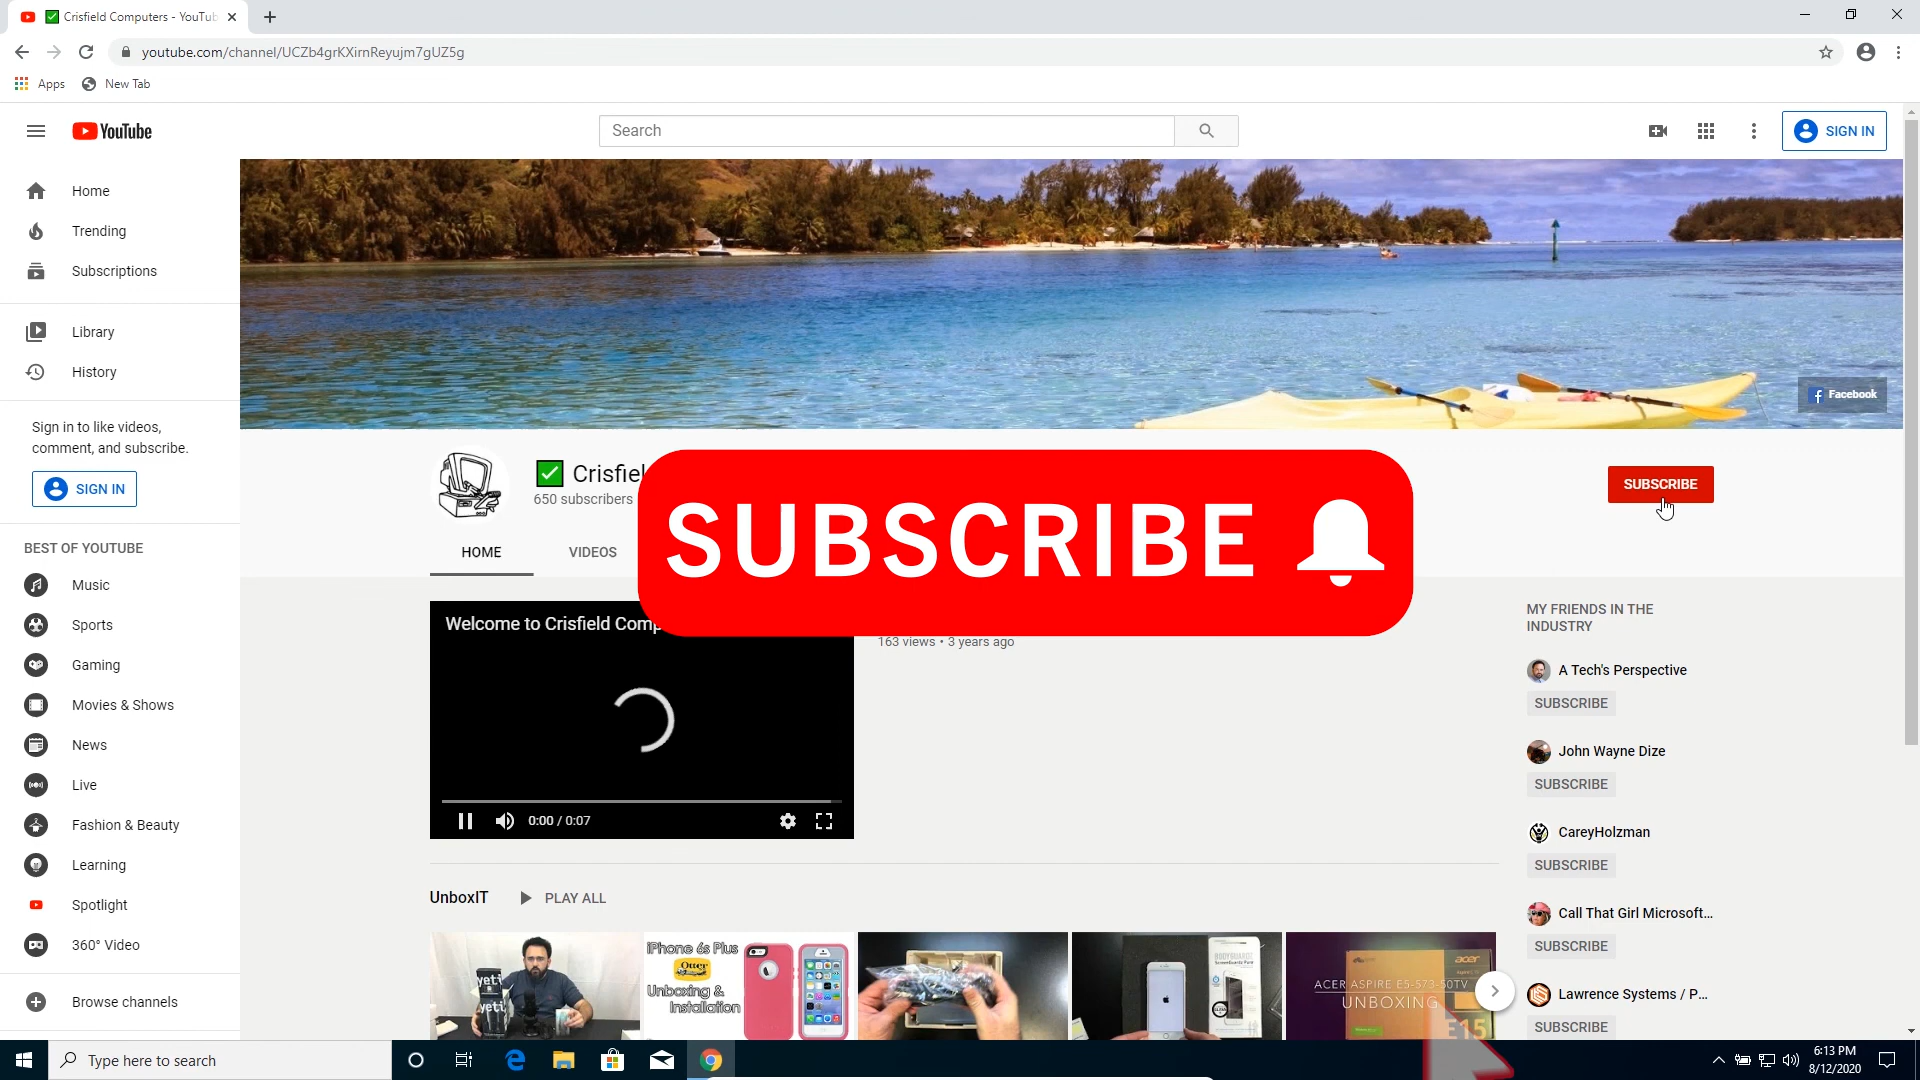 Crisfield Computers - YouTub
youtube.com/channel/UCZb4grKXirnReyujm7gUZ5g
Apps
New Tab
YouTube
Search
SIGN IN
Home
Trending
Subscriptions
Library
History
Sign in to like videos,
comment, and subscribe.
SIGN IN
BEST OF YOUTUBE
Music
Sports
Gaming
Movies & Shows
News
Live
Fashion & Beauty
Learning
Spotlight
360° Video
Browse channels
Facebook
Crisfiel
650 subscribers
SUBSCRIBE
SUBSCRIBE
HOME
VIDEOS
Welcome to Crisfield Comp
0:00 / 0:07
163 views • 3 years ago
UnboxIT
PLAY ALL
yeti
yeti
iPhone 6s Plus
Otter
Unboxing &
Installation
BODYGUARDZ
acer
ACER ASPIRE E5-573-50TV
UNBOXING
E15
MY FRIENDS IN THE
INDUSTRY
A Tech's Perspective
SUBSCRIBE
John Wayne Dize
SUBSCRIBE
CareyHolzman
SUBSCRIBE
Call That Girl Microsoft...
SUBSCRIBE
Lawrence Systems / P...
SUBSCRIBE
Type here to search
6:13 PM
8/12/2020